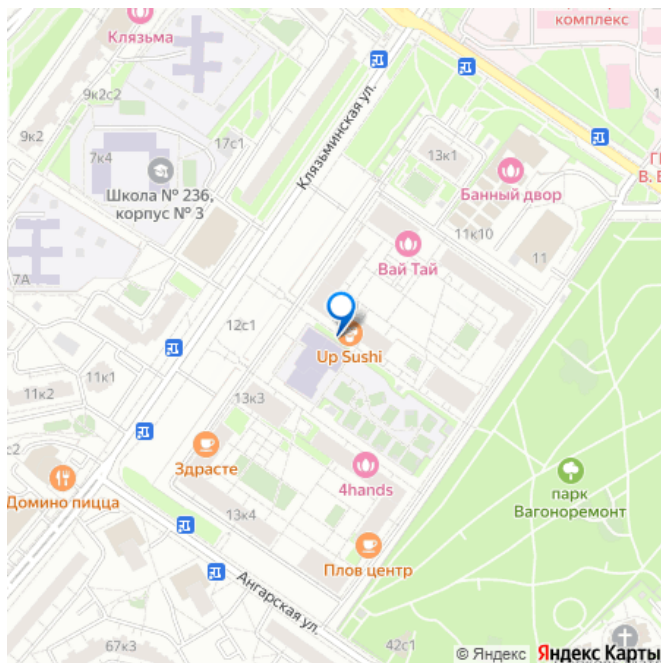 комплекс
Клязьма
9к2с2
9к2
17с1
7к4
Клязьминская ул.
Школа № 236,
корпус № 3
13к1
Банный двор
11к10
11
Вай Тай
7А
12с1
Up Sushi
11к1
11к2
13к3
Здрасте
Домино пицца
4hands
13к4
парк
Вагоноремонт
Плов центр
Ангарская ул.
67к3
42с1
© Яндекс Яндекс Карты